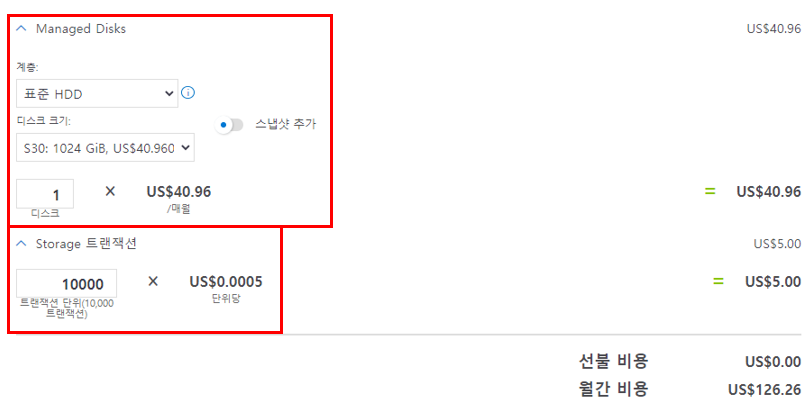 Managed Disks US$40.96
계층:
표준 HDD
디스크 크기:
스냅샷 추가
S30: 1024 GiB, US$40.960
1 × US$40.96 = US$40.96
디스크 /매월
Storage 트랜잭션 US$5.00
10000 × US$0.0005 = US$5.00
트랜잭션 단위(10,000 단위당
트랜잭션)
선불 비용 US$0.00
월간 비용 US$126.26